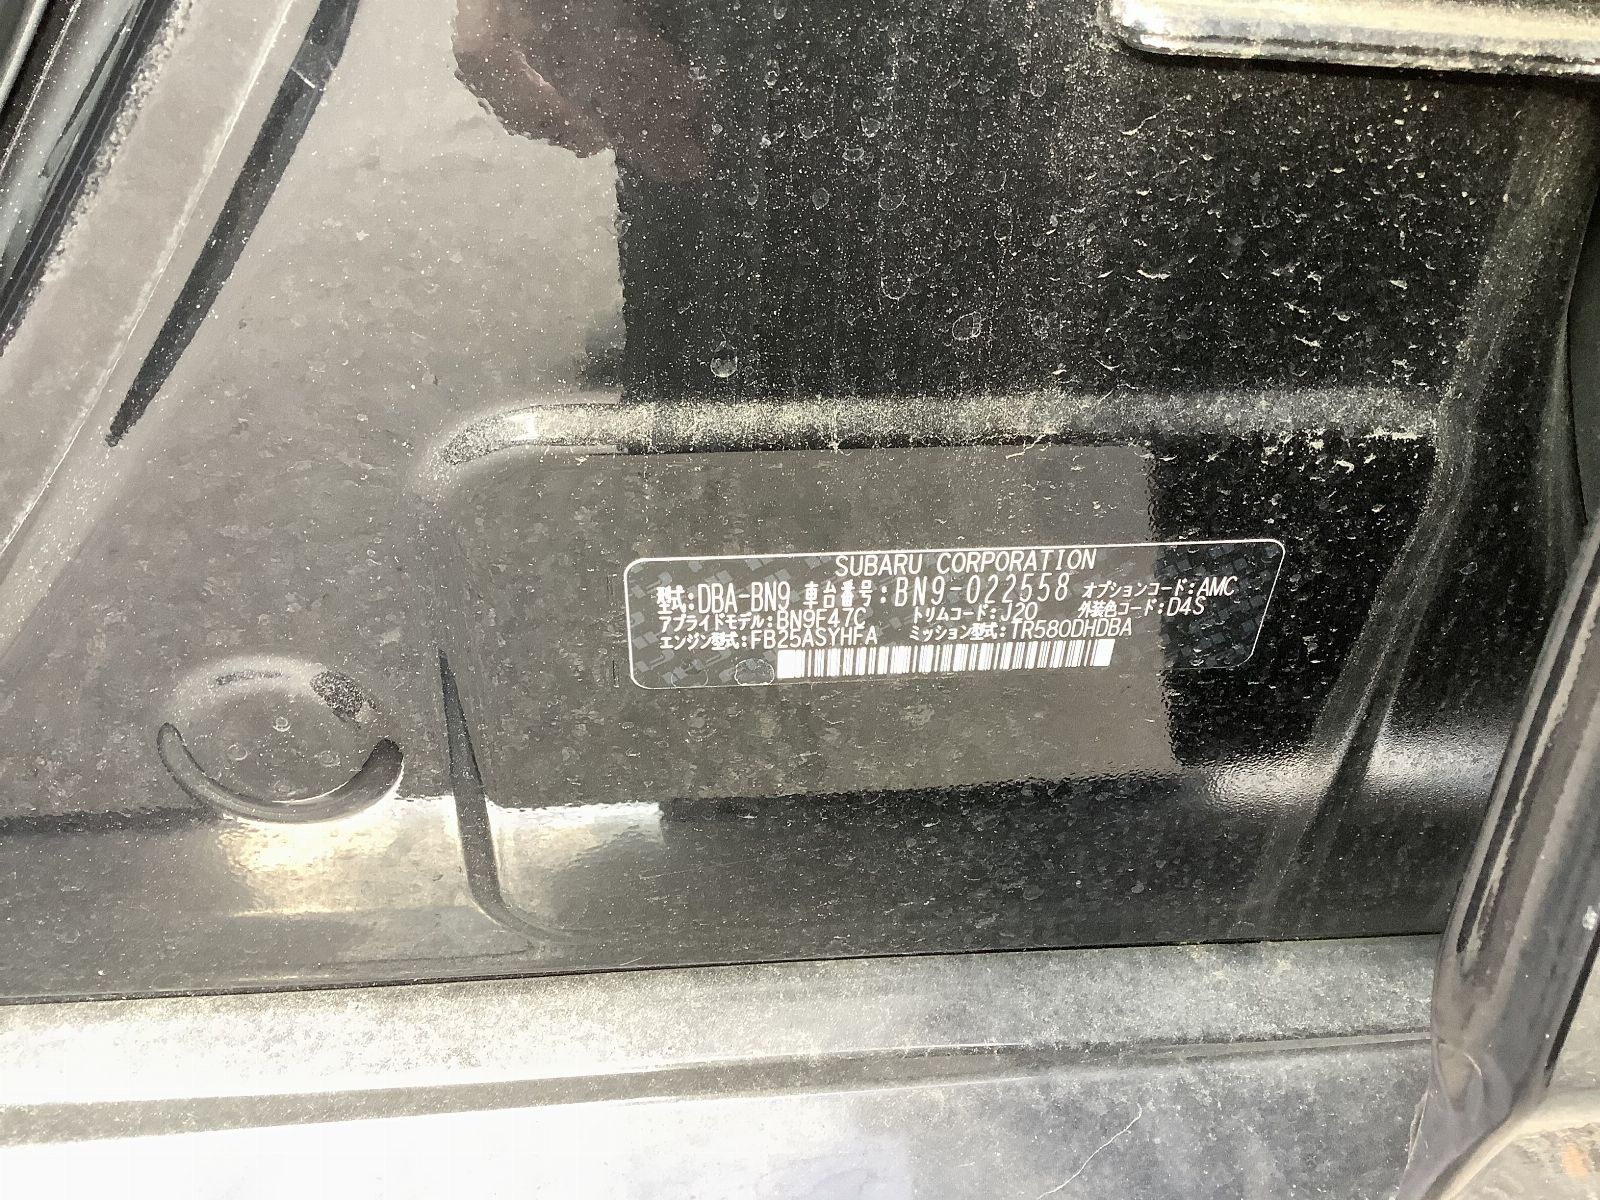 SUBARU CORPORATION
型式:DBA-BN9 車台番号:BN9-022558 オプションコード:AMC
アプライドモデル:BN9F47C トリムコード:J20 外装色コード:D4S
エンジン型式:FB25ASYHFA ミッション型式:TR580DHDBA